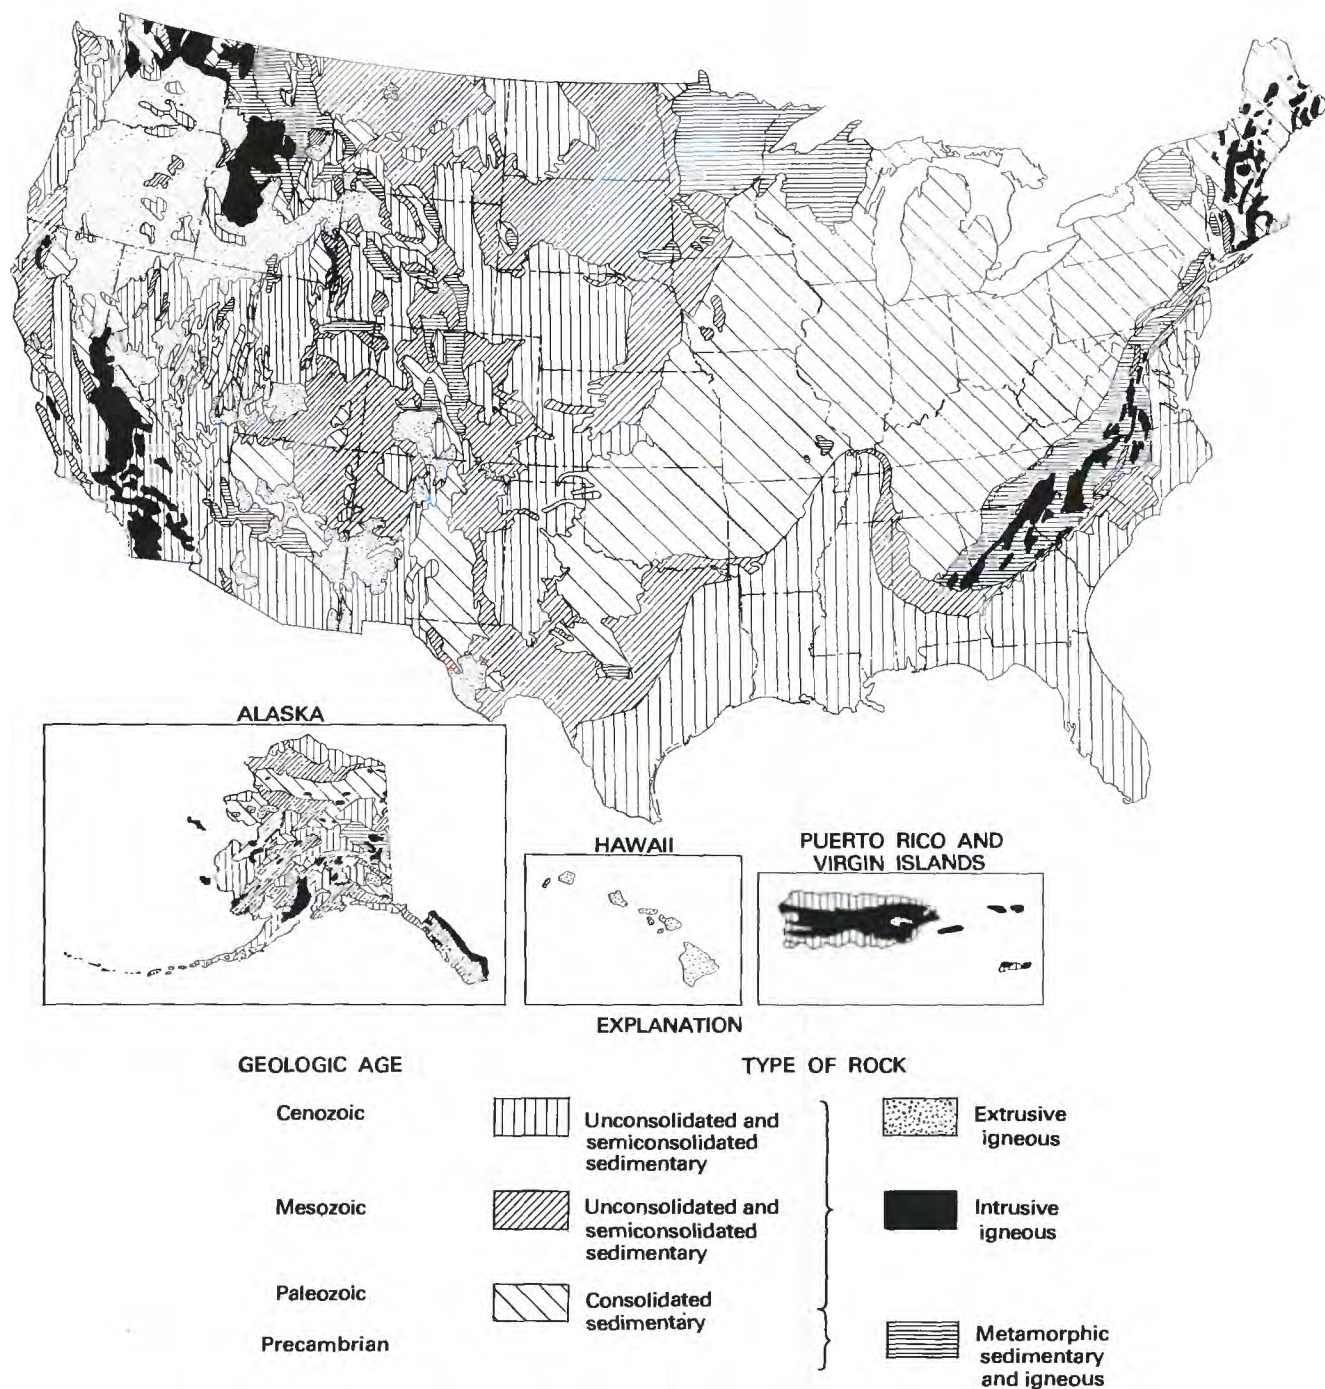 ALASKA
HAWAII
PUERTO RICO AND
VIRGIN ISLANDS
EXPLANATION
GEOLOGIC AGE
TYPE OF ROCK
Cenozoic
Unconsolidated and
semiconsolidated
sedimentary
Extrusive
igneous
Mesozoic
Unconsolidated and
semiconsolidated
sedimentary
Intrusive
igneous
Paleozoic
Consolidated
sedimentary
Precambrian
Metamorphic
sedimentary
and igneous